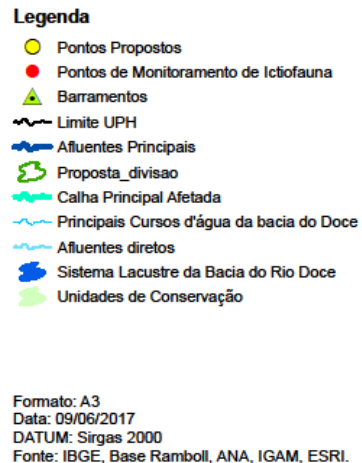 Legenda
Pontos Propostos
Pontos de Monitoramento de Ictiofauna
Barramentos
Limite UPH
Afluentes Principais
Proposta_divisao
Calha Principal Afetada
Principais Cursos d'água da bacia do Doce
Afluentes diretos
Sistema Lacustre da Bacia do Rio Doce
Unidades de Conservação
Formato: A3
Data: 09/06/2017
DATUM: Sirgas 2000
Fonte: IBGE, Base Ramboll, ANA, IGAM, ESRI.